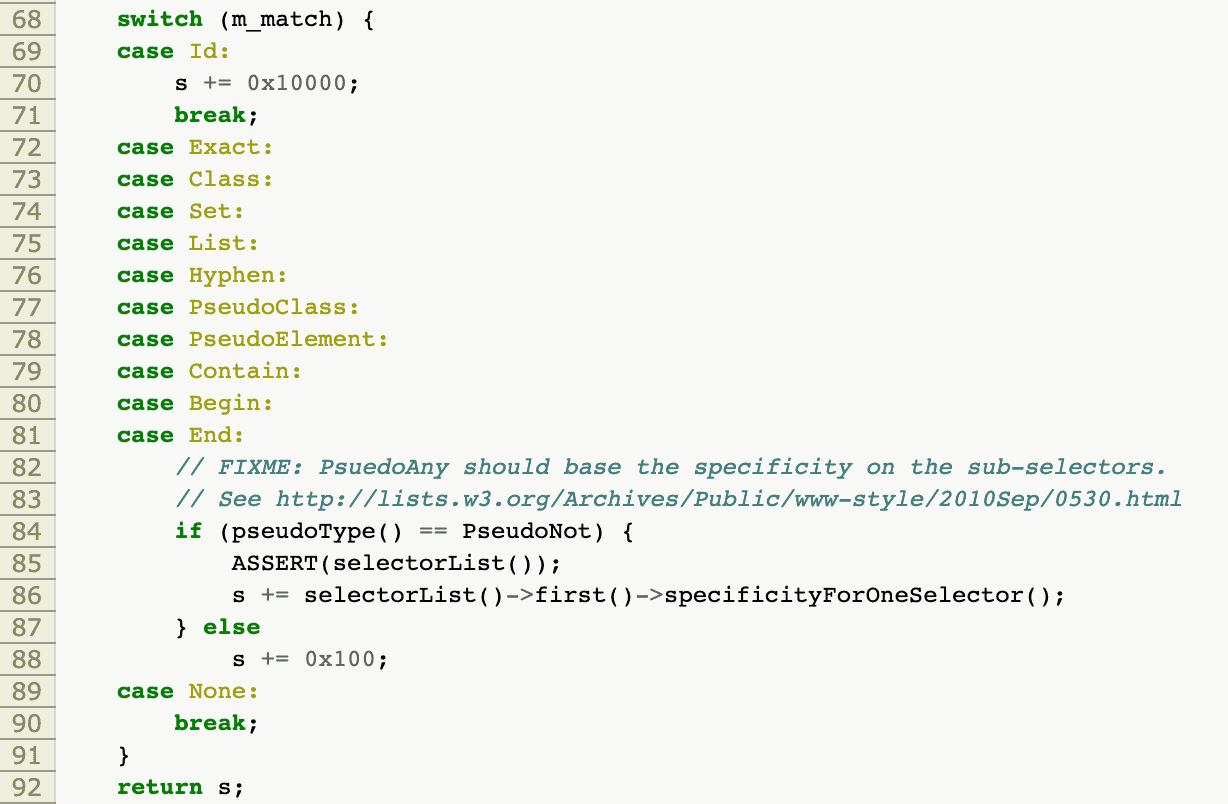 68 switch (m_match) {
69 case Id:
70 s += 0x10000;
71 break;
72 case Exact:
73 case Class:
74 case Set:
75 case List:
76 case Hyphen:
77 case PseudoClass:
78 case PseudoElement:
79 case Contain:
80 case Begin:
81 case End:
82 // FIXME: PsuedoAny should base the specificity on the sub-selectors.
83 // See http://lists.w3.org/Archives/Public/www-style/2010Sep/0530.html
84 if (pseudoType() == PseudoNot) {
85 ASSERT(selectorList());
86 s += selectorList()->first()->specificityForOneSelector();
87 } else
88 s += 0x100;
89 case None:
90 break;
91 }
92 return s;